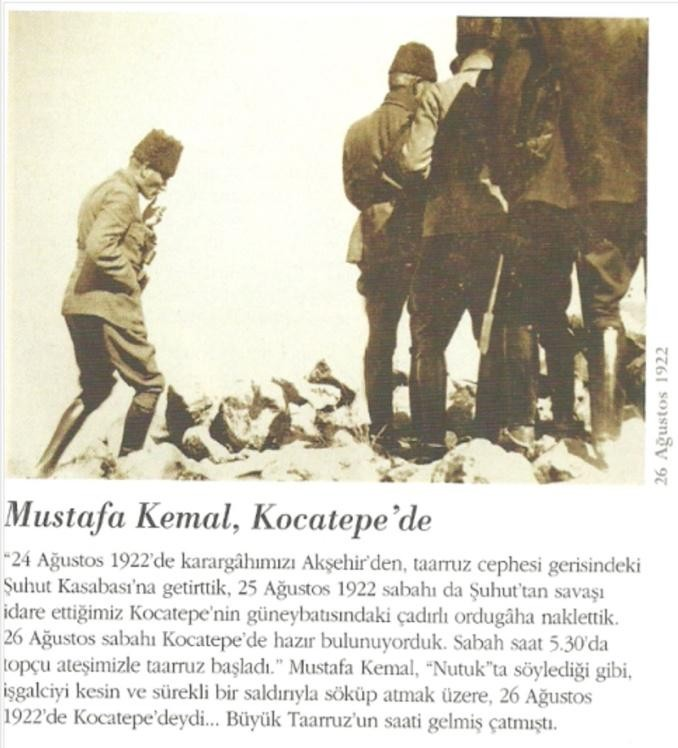 26 Ağustos 1922
Mustafa Kemal, Kocatepe'de
"24 Ağustos 1922'de karargâhımızı Akşehir'den, taarruz cephesi gerisindeki
Şuhut Kasabası'na getirttik, 25 Ağustos 1922 sabahı da Şuhut'tan savaşı
idare ettiğimiz Kocatepe'nin güneybatısındaki çadırlı ordugâha naklettik.
26 Ağustos sabahı Kocatepe'de hazır bulunuyorduk. Sabah saat 5.30'da
topçu ateşimizle taarruz başladı." Mustafa Kemal, "Nutuk"ta söylediği gibi,
işgalciyi kesin ve sürekli bir saldırıyla söküp atmak üzere, 26 Ağustos
1922'de Kocatepe'deydi... Büyük Taarruz'un saati gelmiş çatmıştı.